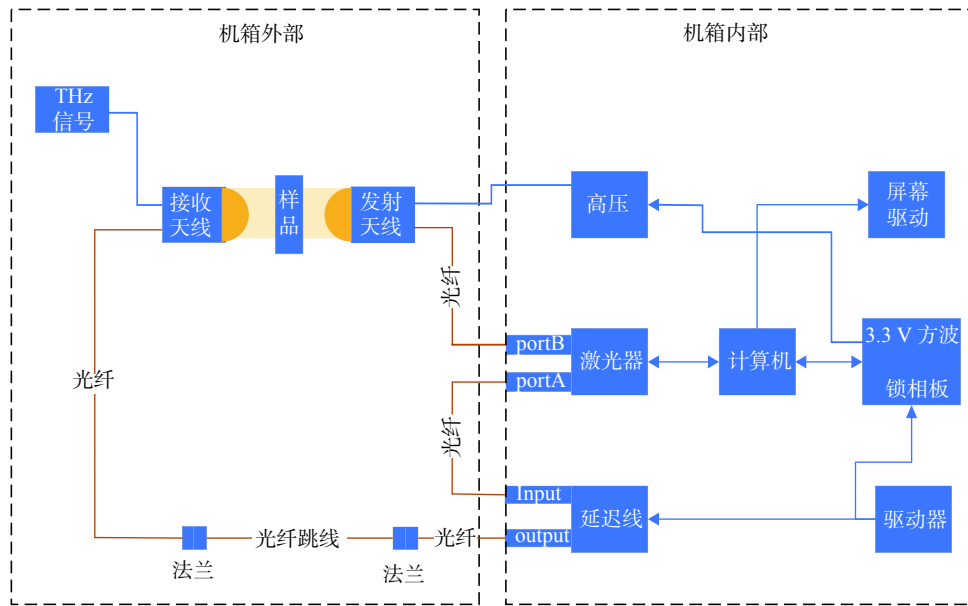 机箱外部
机箱内部
THz
信号
接收
天线
样
品
发射
天线
高压
屏幕
驱动
光纤
portB
portA
激光器
计算机
3.3 V 方波
锁相板
光纤
光纤
Input
output
延迟线
驱动器
光纤跳线
光纤
法兰
法兰